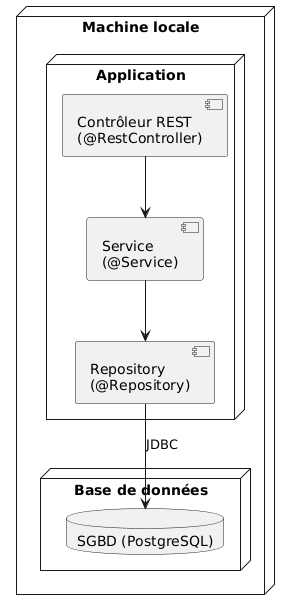 Machine locale
Application
Contrôleur REST
(@RestController)
Service
(@Service)
Repository
(@Repository)
JDBC
Base de données
SGBD (PostgreSQL)